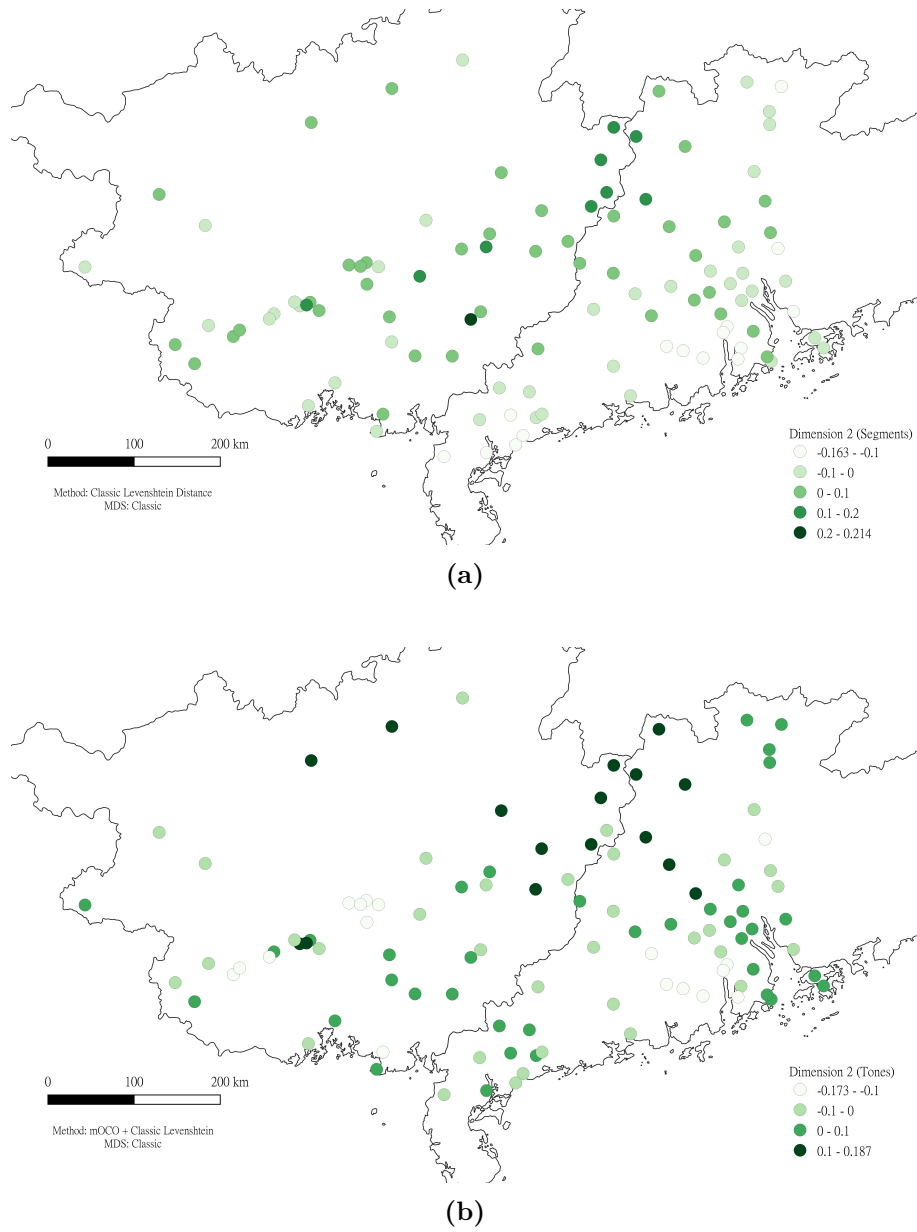 0 100 200 km
Method: Classic Levenshtein Distance
MDS: Classic
Dimension 2 (Segments)
-0.163 - -0.1
-0.1 - 0
0 - 0.1
0.1 - 0.2
0.2 - 0.214
(a)
0 100 200 km
Method: mOCO + Classic Levenshtein
MDS: Classic
Dimension 2 (Tones)
-0.173 - -0.1
-0.1 - 0
0 - 0.1
0.1 - 0.187
(b)